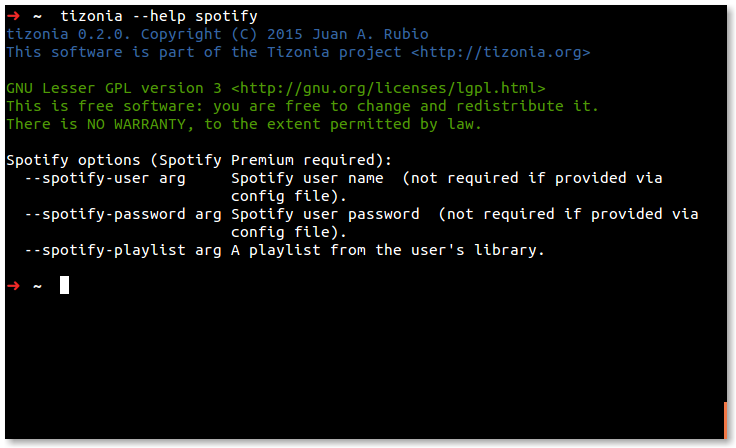 ➜ ~ tizonia --help spotify
tizonia 0.2.0. Copyright (C) 2015 Juan A. Rubio
This software is part of the Tizonia project <http://tizonia.org>
GNU Lesser GPL version 3 <http://gnu.org/licenses/lgpl.html>
This is free software: you are free to change and redistribute it.
There is NO WARRANTY, to the extent permitted by law.
Spotify options (Spotify Premium required):
--spotify-user arg Spotify user name (not required if provided via
config file).
--spotify-password arg Spotify user password (not required if provided via
config file).
--spotify-playlist arg A playlist from the user's library.
➜ ~